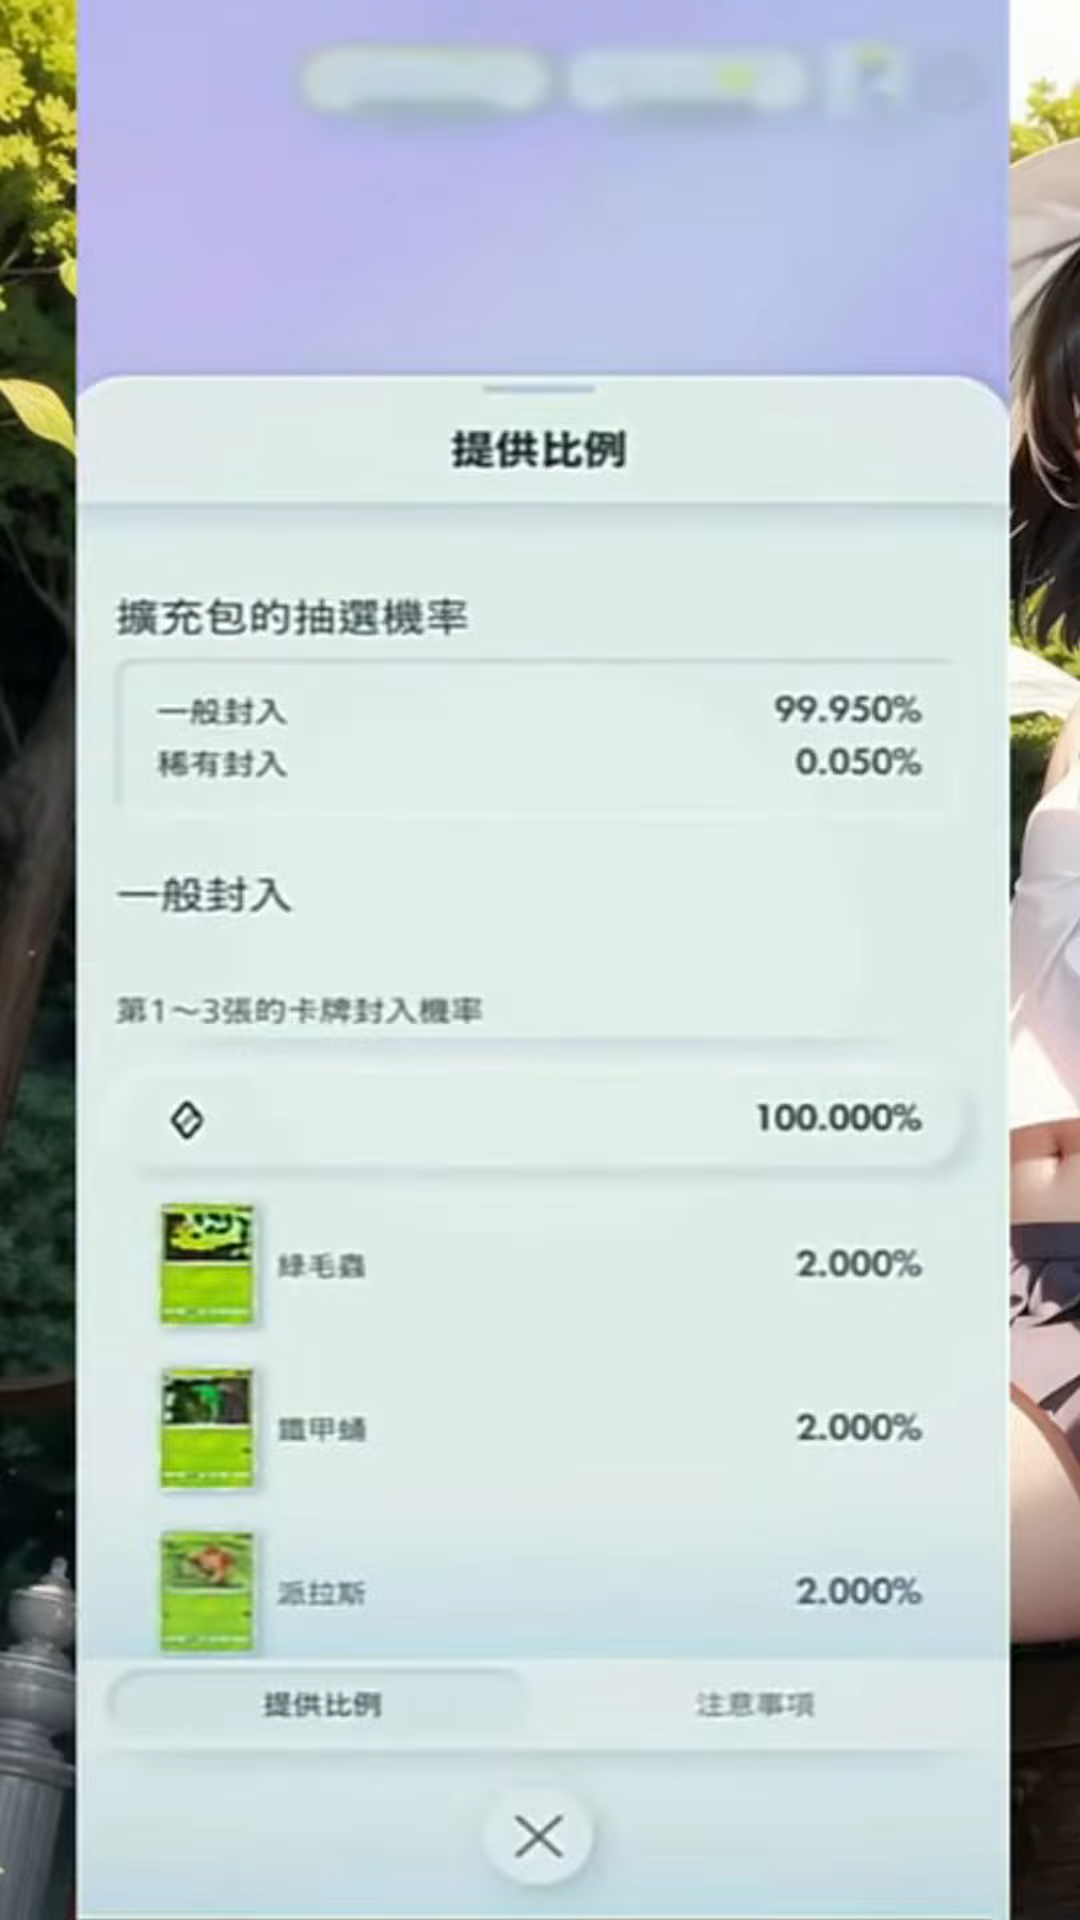 提供比例
擴充包的抽選機率
一般封入 99.950%
稀有封入 0.050%
一般封入
第1～3張的卡牌封入機率
100.000%
綠毛蟲 2.000%
鐵甲蛹 2.000%
派拉斯 2.000%
提供比例 注意事項